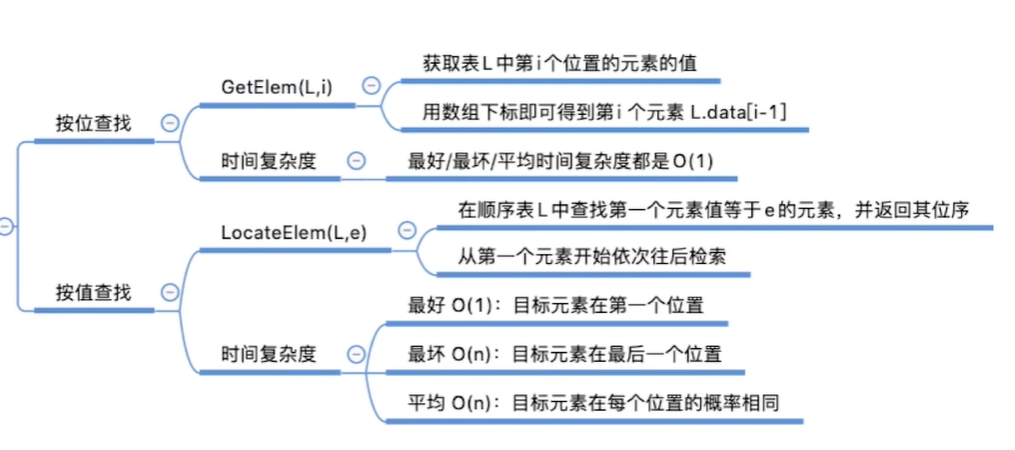 按位查找
GetElem(L,i)
获取表L中第i个位置的元素的值
用数组下标即可得到第i个元素 L.data[i-1]
时间复杂度
最好/最坏/平均时间复杂度都是O(1)
按值查找
LocateElem(L,e)
在顺序表L中查找第一个元素值等于e的元素，并返回其位序
从第一个元素开始依次往后检索
时间复杂度
最好 O(1)：目标元素在第一个位置
最坏 O(n)：目标元素在最后一个位置
平均 O(n)：目标元素在每个位置的概率相同